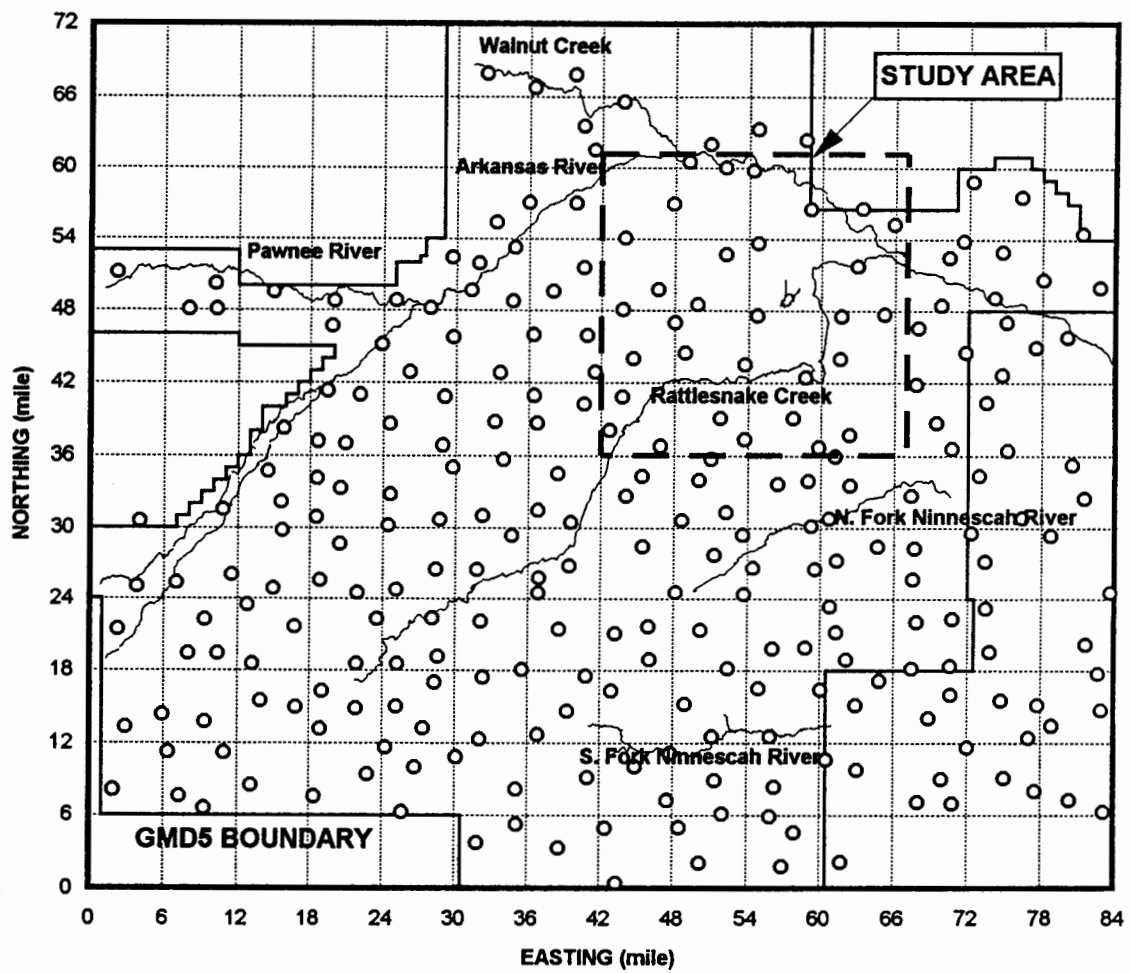 72
Walnut Creek
STUDY AREA
66
60
Arkansas River
54
Pawnee River
48
42
Rattlesnake Creek
36
NORTHING (mile)
30
N. Fork Ninnescah River
24
18
12
S. Fork Ninnescah River
6
GMD5 BOUNDARY
0
0 6 12 18 24 30 36 42 48 54 60 66 72 78 84
EASTING (mile)